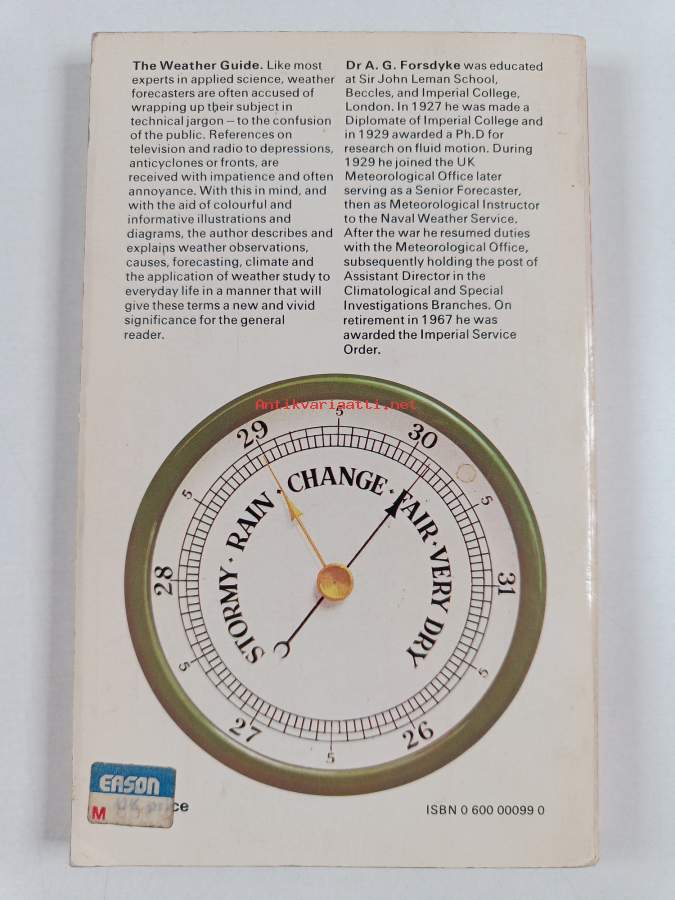 The Weather Guide. Like most
experts in applied science, weather
forecasters are often accused of
wrapping up their subject in
technical jargon – to the confusion
of the public. References on
television and radio to depressions,
anticyclones or fronts, are
received with impatience and often
annoyance. With this in mind, and
with the aid of colourful and
informative illustrations and
diagrams, the author describes and
explains weather observations,
causes, forecasting, climate and
the application of weather study to
everyday life in a manner that will
give these terms a new and vivid
significance for the general
reader.
Dr A. G. Forsdyke was educated
at Sir John Leman School,
Beccles, and Imperial College,
London. In 1927 he was made a
Diplomate of Imperial College and
in 1929 awarded a Ph.D for
research on fluid motion. During
1929 he joined the UK
Meteorological Office later
serving as a Senior Forecaster,
then as Meteorological Instructor
to the Naval Weather Service.
After the war he resumed duties
with the Meteorological Office,
subsequently holding the post of
Assistant Director in the
Climatological and Special
Investigations Branches. On
retirement in 1967 he was
awarded the Imperial Service
Order.
Antikvariaatti.net
STORMY · RAIN · CHANGE · FAIR · VERY DRY
5
27
5
28
5
29
5
30
5
31
5
26
5
EASON
M
UK price
ISBN 0 600 00099 0